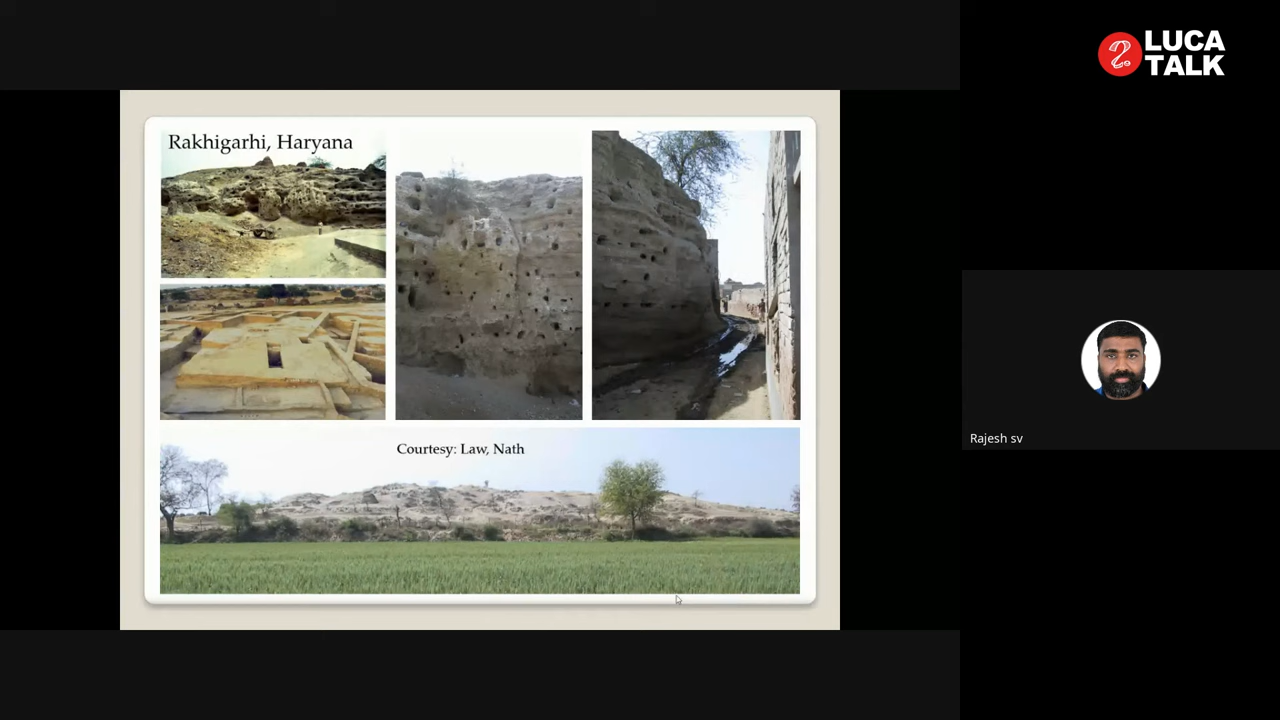 LUCA
TALK
Rakhigarhi, Haryana
Courtesy: Law, Nath
Rajesh sv